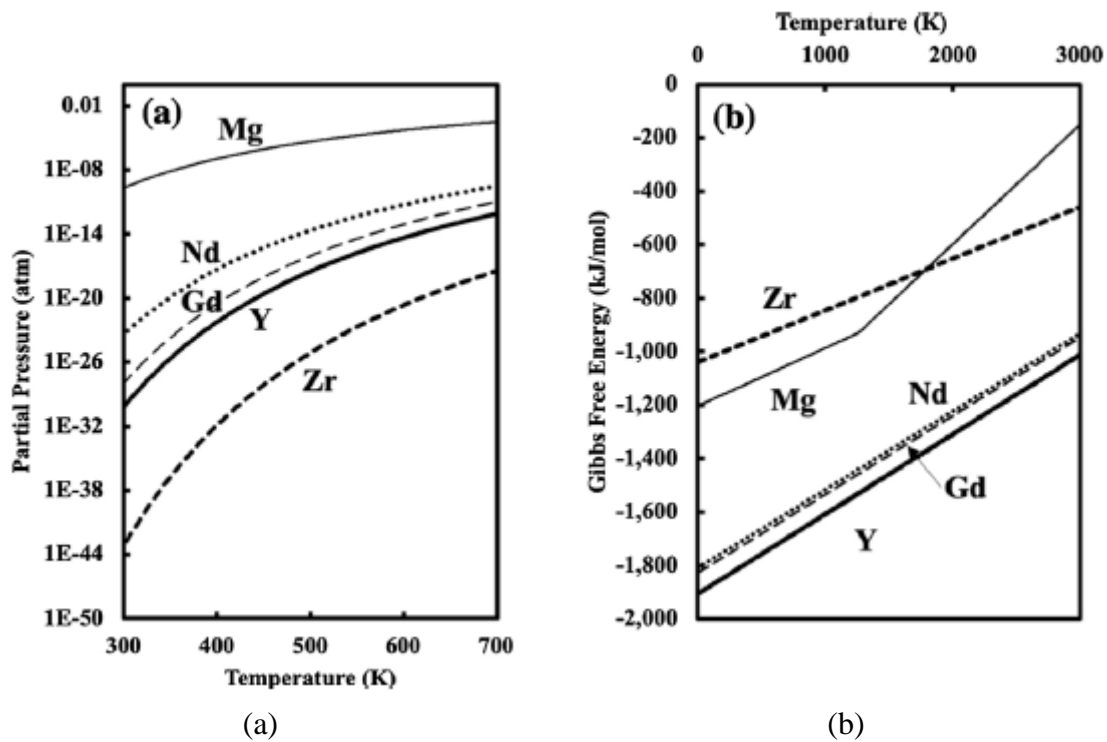 (a)
Partial Pressure (atm)
0.01
1E-08
1E-14
1E-20
1E-26
1E-32
1E-38
1E-44
1E-50
Mg
Nd
Gd
Y
Zr
300 400 500 600 700
Temperature (K)
(a)
Temperature (K)
0 1000 2000 3000
(b)
Gibbs Free Energy (kJ/mol)
0
-200
-400
-600
-800
-1,000
-1,200
-1,400
-1,600
-1,800
-2,000
Zr
Mg
Nd
Gd
Y
(b)